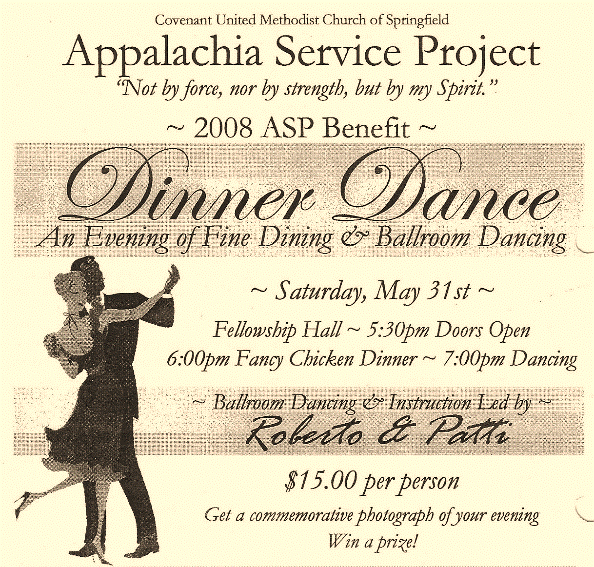 Covenant United Methodist Church of Springfield
Appalachia Service Project
“Not by force, nor by strength, but by my Spirit.”
~ 2008 ASP Benefit ~
Dinner Dance
An Evening of Fine Dining & Ballroom Dancing
~ Saturday, May 31st ~
Fellowship Hall ~ 5:30pm Doors Open
6:00pm Fancy Chicken Dinner ~ 7:00pm Dancing
~ Ballroom Dancing & Instruction Led by ~
Roberto & Patti
$15.00 per person
Get a commemorative photograph of your evening
Win a prize!